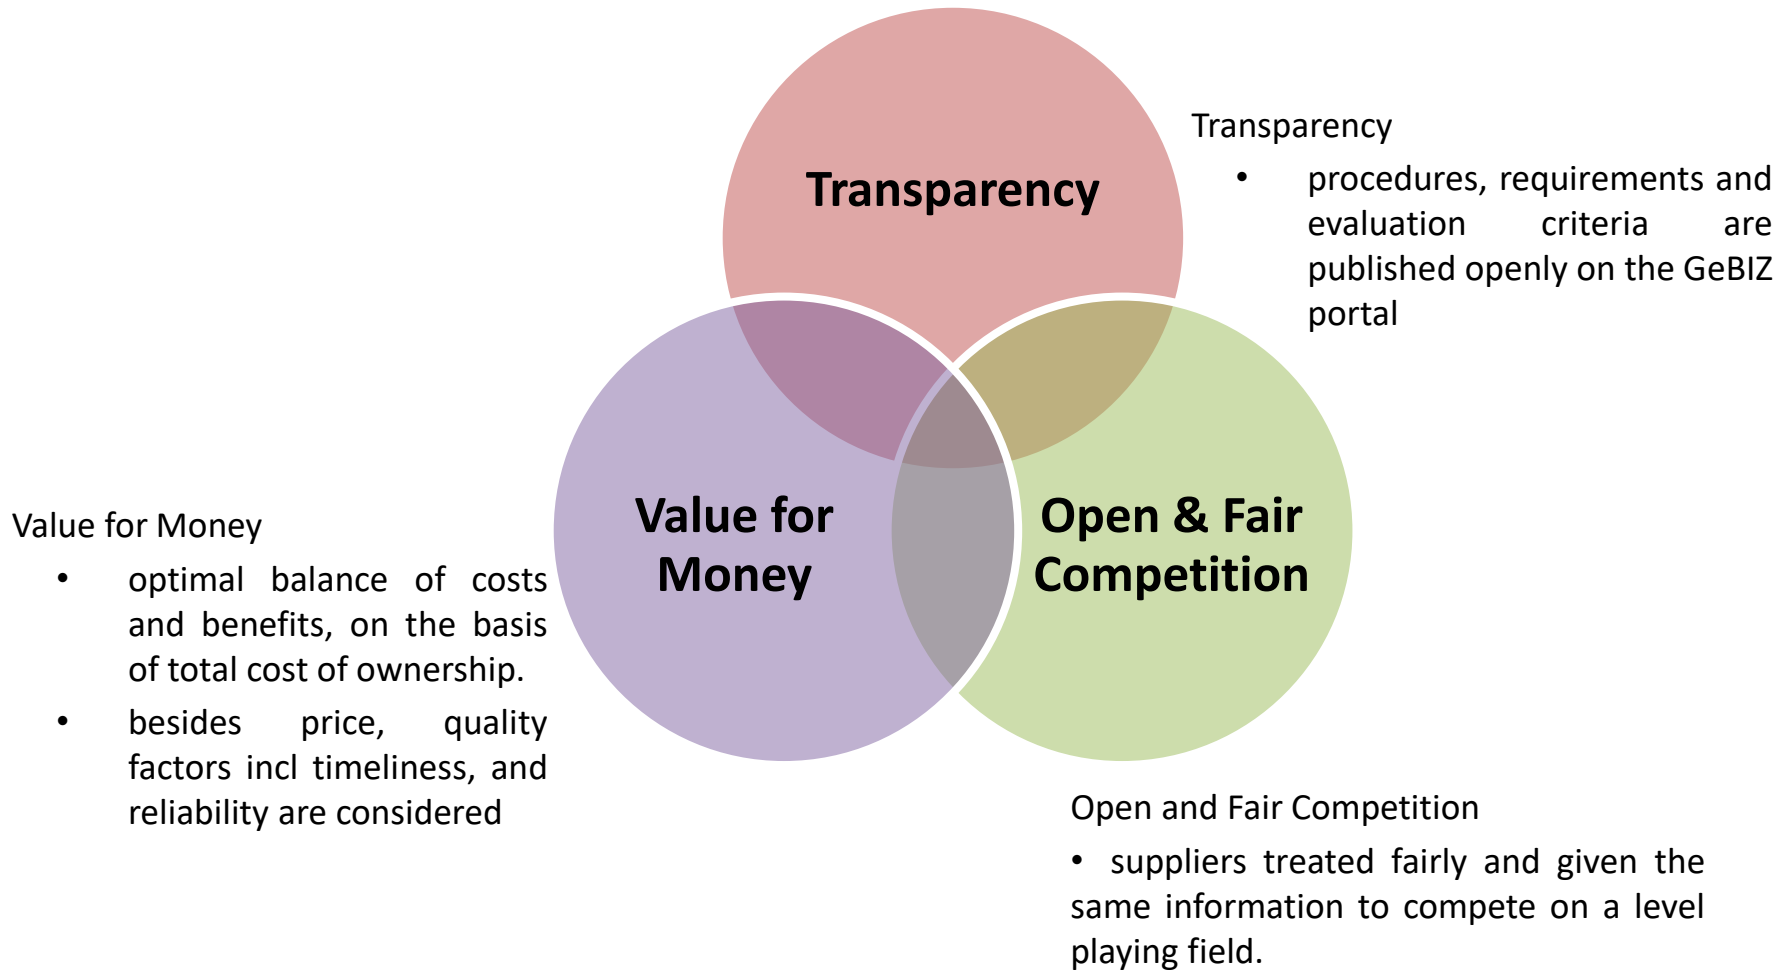 Transparency
Transparency
• procedures, requirements and
evaluation criteria are
published openly on the GeBIZ
portal
Value for
Money
Open & Fair
Competition
Value for Money
• optimal balance of costs
and benefits, on the basis
of total cost of ownership.
• besides price, quality
factors incl timeliness, and
reliability are considered
Open and Fair Competition
• suppliers treated fairly and given the
same information to compete on a level
playing field.